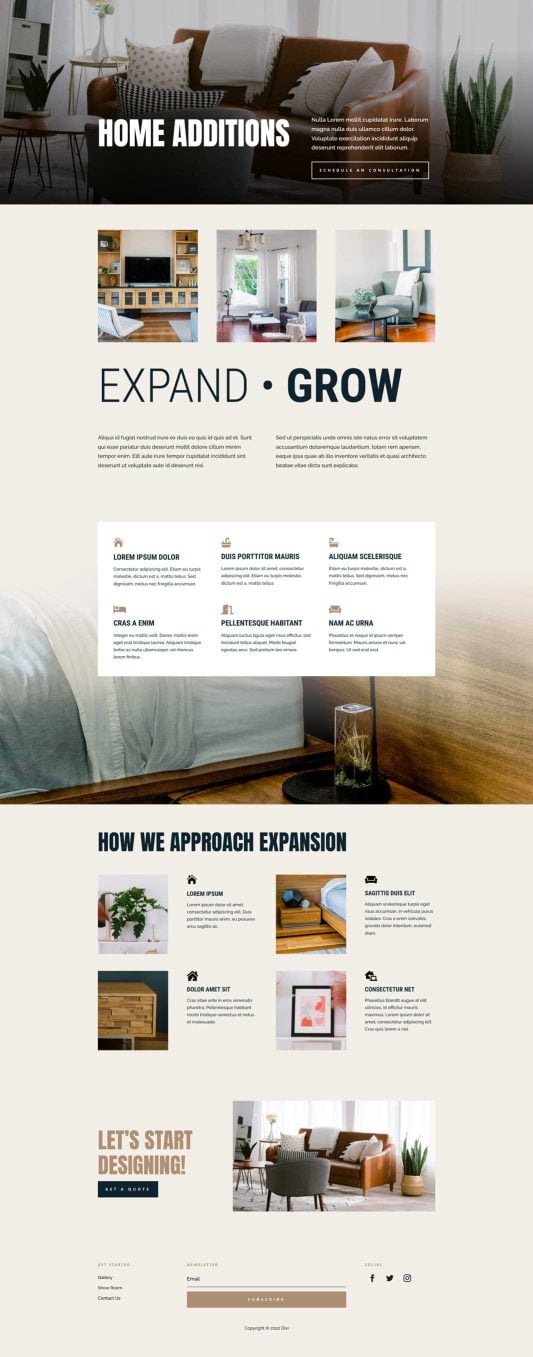 HOME ADDITIONS
Nulla Lorem mollit cupidatat irure. Laborum
magna nulla duis ullamco cillum dolor.
Voluptate exercitation incididunt aliquip
deserunt reprehenderit elit laborum.
SCHEDULE AN CONSULTATION
EXPAND • GROW
Aliqua id fugiat nostrud irure ex duis ea quis id quis ad et. Sunt
qui esse pariatur duis deserunt mollit dolore cillum minim
tempor enim. Elit aute irure tempor cupidatat incididunt sint
deserunt ut voluptate aute id deserunt nisi.
Sed ut perspiciatis unde omnis iste natus error sit voluptatem
accusantium doloremque laudantium, totam rem aperiam,
eaque ipsa quae ab illo inventore veritatis et quasi architecto
beatae vitae dicta sunt explicabo.
LOREM IPSUM DOLOR
Consectetur adipiscing elit. Etiam eu turpis
molestie, dictum est a, mattis tellus. Sed
dignissim, metus nec fringilla accumsan.
DUIS PORTTITOR MAURIS
Lorem ipsum dolor sit amet, consectetur
adipiscing elit. Etiam eu turpis molestie,
dictum est a, mattis tellus.
ALIQUAM SCELERISQUE
Etiam eu turpis molestie, dictum est a,
mattis tellus. Sed dignissim, metus nec
fringilla accumsan.
CRAS A ENIM
Integer eu mollis velit. Donec mattis enim
eget erat tristique lacinia. Aliquam tristique
tortor ac nulla ullamcorper, vel rhoncus
lorem finibus.
PELLENTESQUE HABITANT
Aliquam luctus ligula eget risus efficitur, sed
tincidunt tellus aliquet. Morbi feugiat
egestas arcu. Sed pretium leo ornare.
NAM AC URNA
Phasellus et neque id ipsum semper
fermentum. Mauris ornare et nunc vel
tempus. Ut sed erat erat.
HOW WE APPROACH EXPANSION
LOREM IPSUM
Lorem ipsum dolor sit amet,
consectetur adipiscing elit. Duis
porttitor mauris enim, eu posuere
arcu sagittis ac.
SAGITTIS DUIS ELIT
Aliquam scelerisque turpis eget
risus accumsan, in vehicula purus
sodales. Cras a enim convallis,
gravida dolor interdum, euismod
diam.
DOLOR AMET SIT
Cras vitae ante in eros venenatis
pharetra. Pellentesque habitant
morbi tristique senectus et netus
et malesuada.
CONSECTETUR NET
Phasellus blandit augue et elit
ultricies, id efficitur mauris
maximus. Lorem ipsum dolor sit
amet, consectetur adipiscing elit
Cras quis lorem a nisi.
LET'S START
DESIGNING!
GET A QUOTE
GET STARTED
Gallery
Show Room
Contact Us
NEWSLETTER
Email
SUBSCRIBE
SOCIAL
Copyright © 2022 Divi